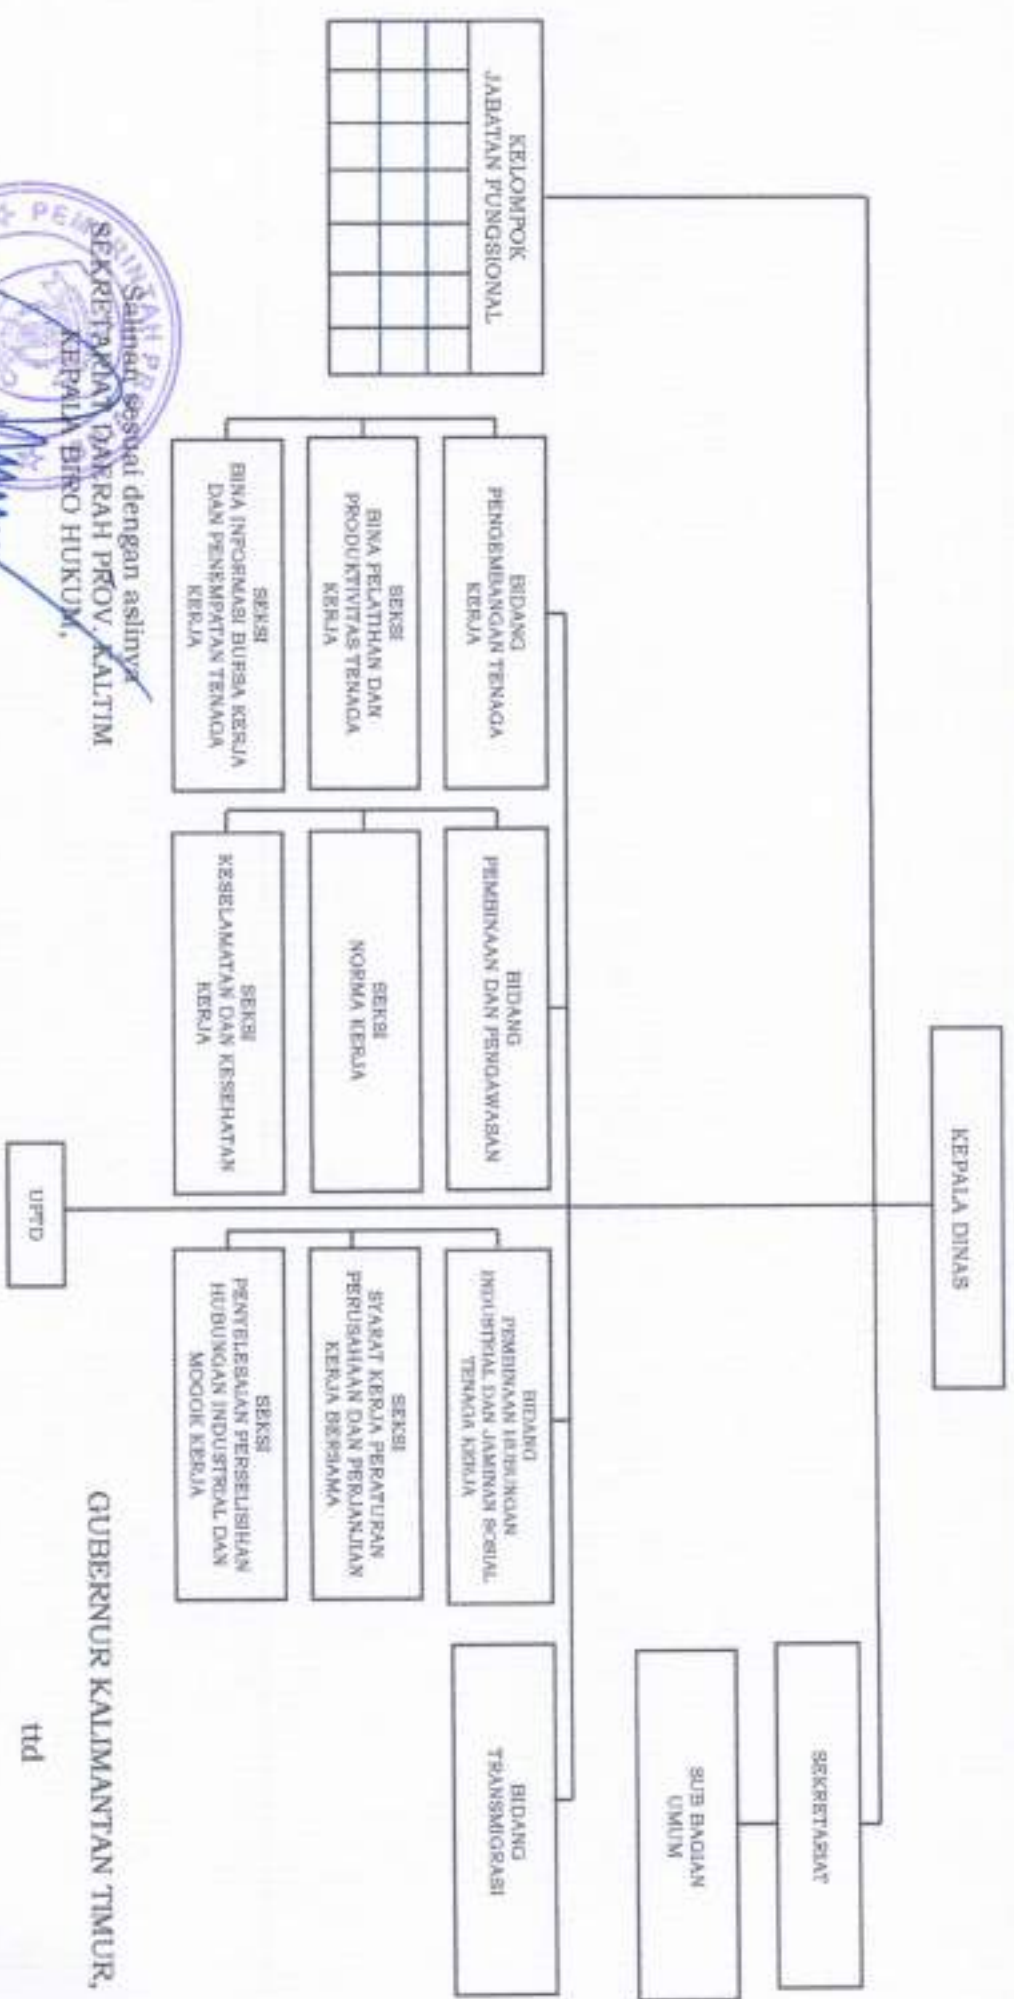 KEPALA DINAS
KELOMPOK
JABATAN FUNGSIONAL
SEKRETARIAT
SUB BAGIAN
UMUM
BIDANG
PENGEMBANGAN TENAGA
KERJA
SEKSI
BINA PELATIHAN DAN
PRODUKTIVITAS TENAGA
KERJA
SEKSI
BINA INFORMASI BURSA KERJA
DAN PENEMPATAN TENAGA
KERJA
BIDANG
PEMBINAAN DAN PENGAWASAN
SEKSI
NORMA KERJA
SEKSI
KESELAMATAN DAN KESEHATAN
KERJA
BIDANG
PEMBINAAN HUBUNGAN
INDUSTRIAL DAN JAMINAN SOSIAL
TENAGA KERJA
SEKSI
SYARAT KERJA PERATURAN
PERUSAHAAN DAN PERJANJIAN
KERJA BERSAMA
SEKSI
PENYELESAIAN PERSELISIHAN
HUBUNGAN INDUSTRIAL DAN
MOGOK KERJA
BIDANG
TRANSMIGRASI
UPTD
Salinan sesuai dengan aslinya
SEKRETARIAT DAERAH PROV. KALTIM
KEPALA BIRO HUKUM,
PEMERINTAH
GUBERNUR KALIMANTAN TIMUR,
ttd